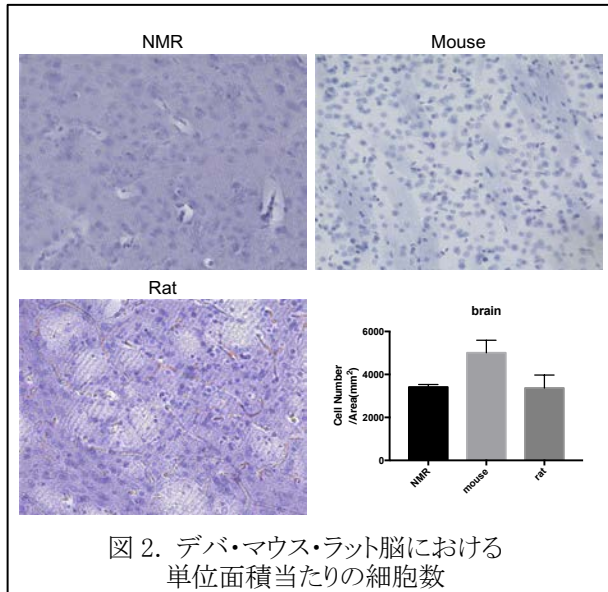 NMR
Mouse
Rat
brain
Cell Number
/Area(mm²)
6000
4000
2000
0
NMR
mouse
rat
図 2. デバ・マウス・ラット脳における
単位面積当たりの細胞数